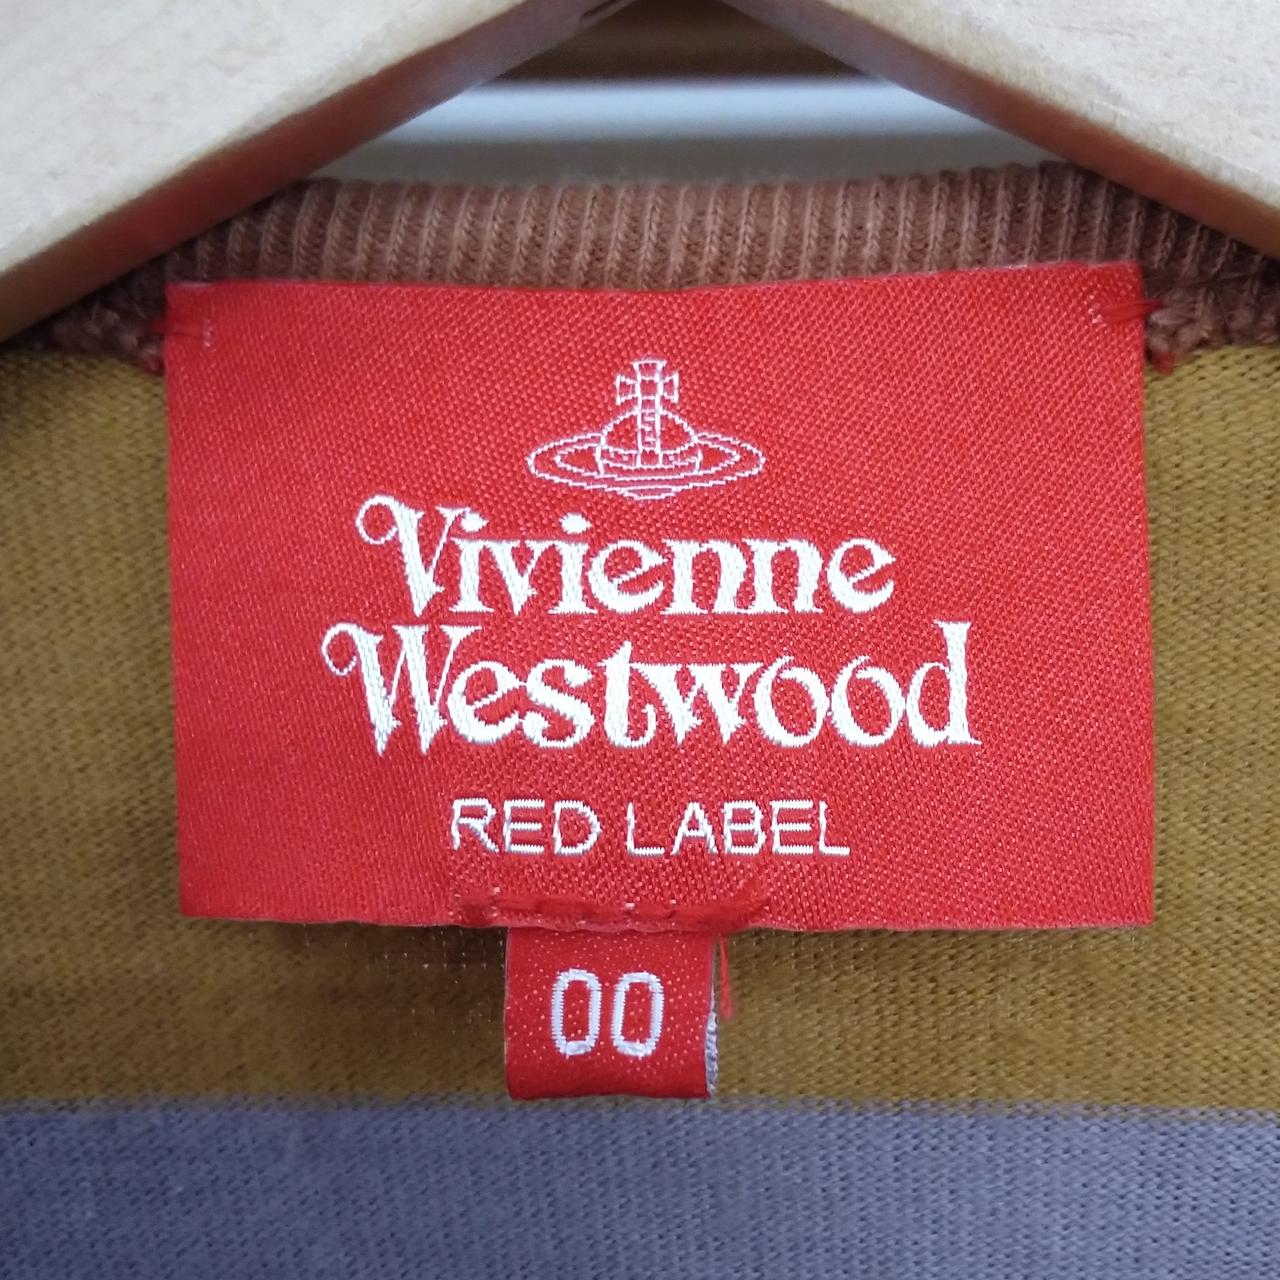 Vivienne
Westwood
RED LABEL
00